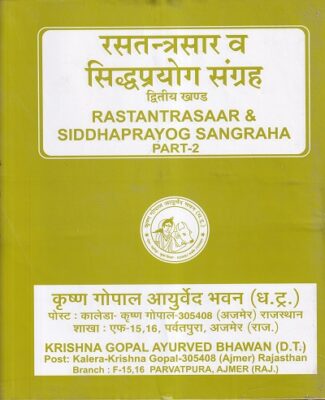 रसतन्त्रसार व
सिद्धप्रयोग संग्रह
द्वितीय खण्ड
RASTANTRASAAR &
SIDDHAPRAYOG SANGRAHA
PART-2
कृष्ण गोपाल आयुर्वेद भवन (ध.ट्र.)
कृष्ण गोपाल आयुर्वेद भवन (ध.ट्र.)
पोस्ट : कालेडा- कृष्ण गोपाल-305408 (अजमेर) राजस्थान
शाखा : एफ-15,16, पर्वतपुरा, अजमेर (राज.)
KRISHNA GOPAL AYURVED BHAWAN (D.T.)
Post: Kalera-Krishna Gopal-305408 (Ajmer) Rajasthan
Branch : F-15,16 PARVATPURA, AJMER (RAJ.)